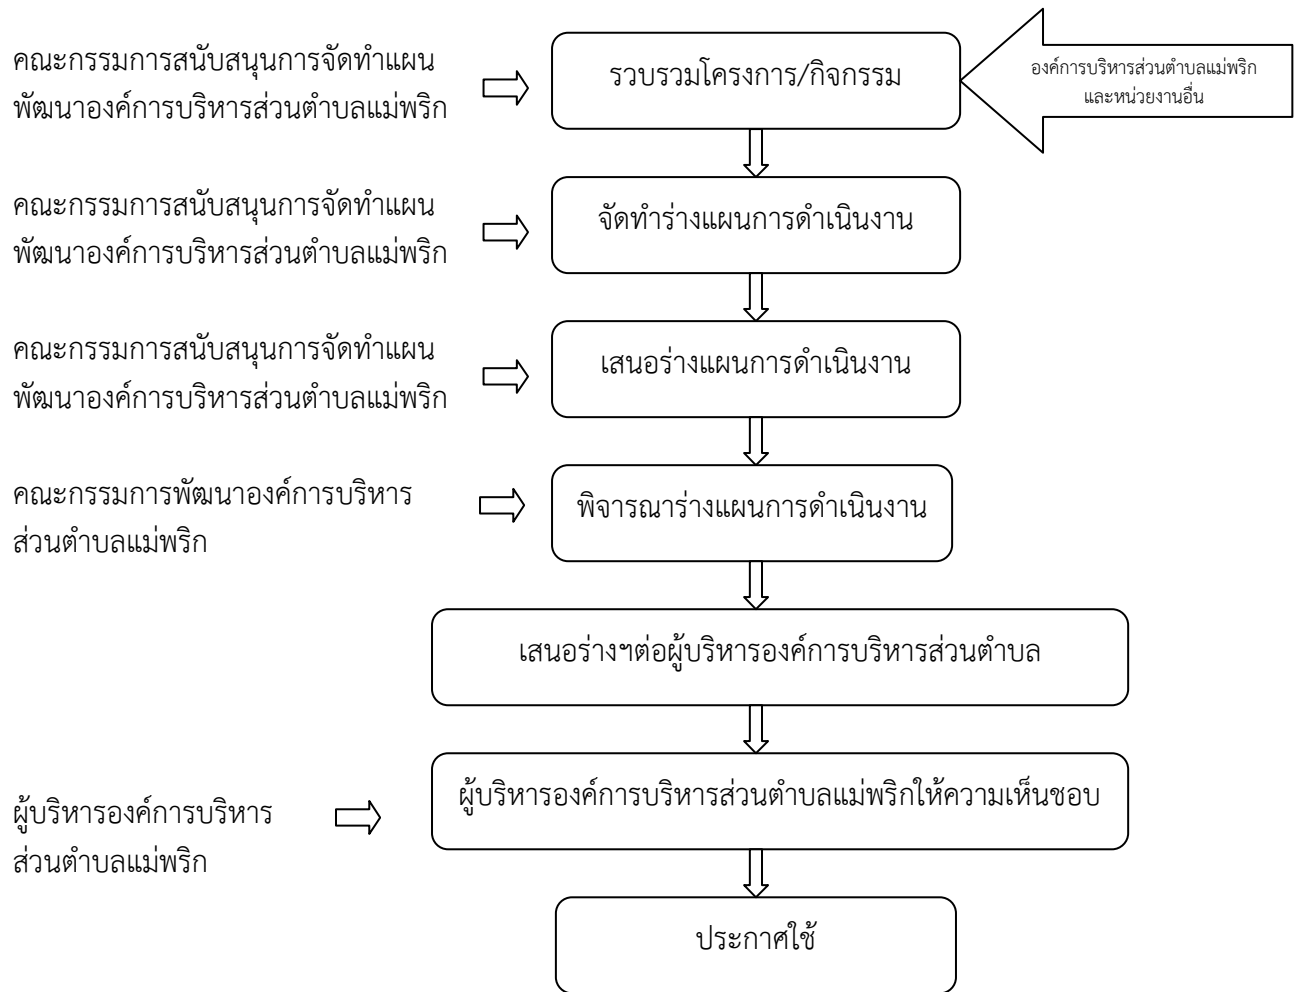 คณะกรรมการสนับสนุนการจัดทำแผน
พัฒนาองค์การบริหารส่วนตำบลแม่พริก
รวบรวมโครงการ/กิจกรรม
องค์การบริหารส่วนตำบลแม่พริก
และหน่วยงานอื่น
คณะกรรมการสนับสนุนการจัดทำแผน
พัฒนาองค์การบริหารส่วนตำบลแม่พริก
จัดทำร่างแผนการดำเนินงาน
คณะกรรมการสนับสนุนการจัดทำแผน
พัฒนาองค์การบริหารส่วนตำบลแม่พริก
เสนอร่างแผนการดำเนินงาน
คณะกรรมการพัฒนาองค์การบริหาร
ส่วนตำบลแม่พริก
พิจารณาร่างแผนการดำเนินงาน
เสนอร่างฯต่อผู้บริหารองค์การบริหารส่วนตำบล
ผู้บริหารองค์การบริหาร
ส่วนตำบลแม่พริก
ผู้บริหารองค์การบริหารส่วนตำบลแม่พริกให้ความเห็นชอบ
ประกาศใช้